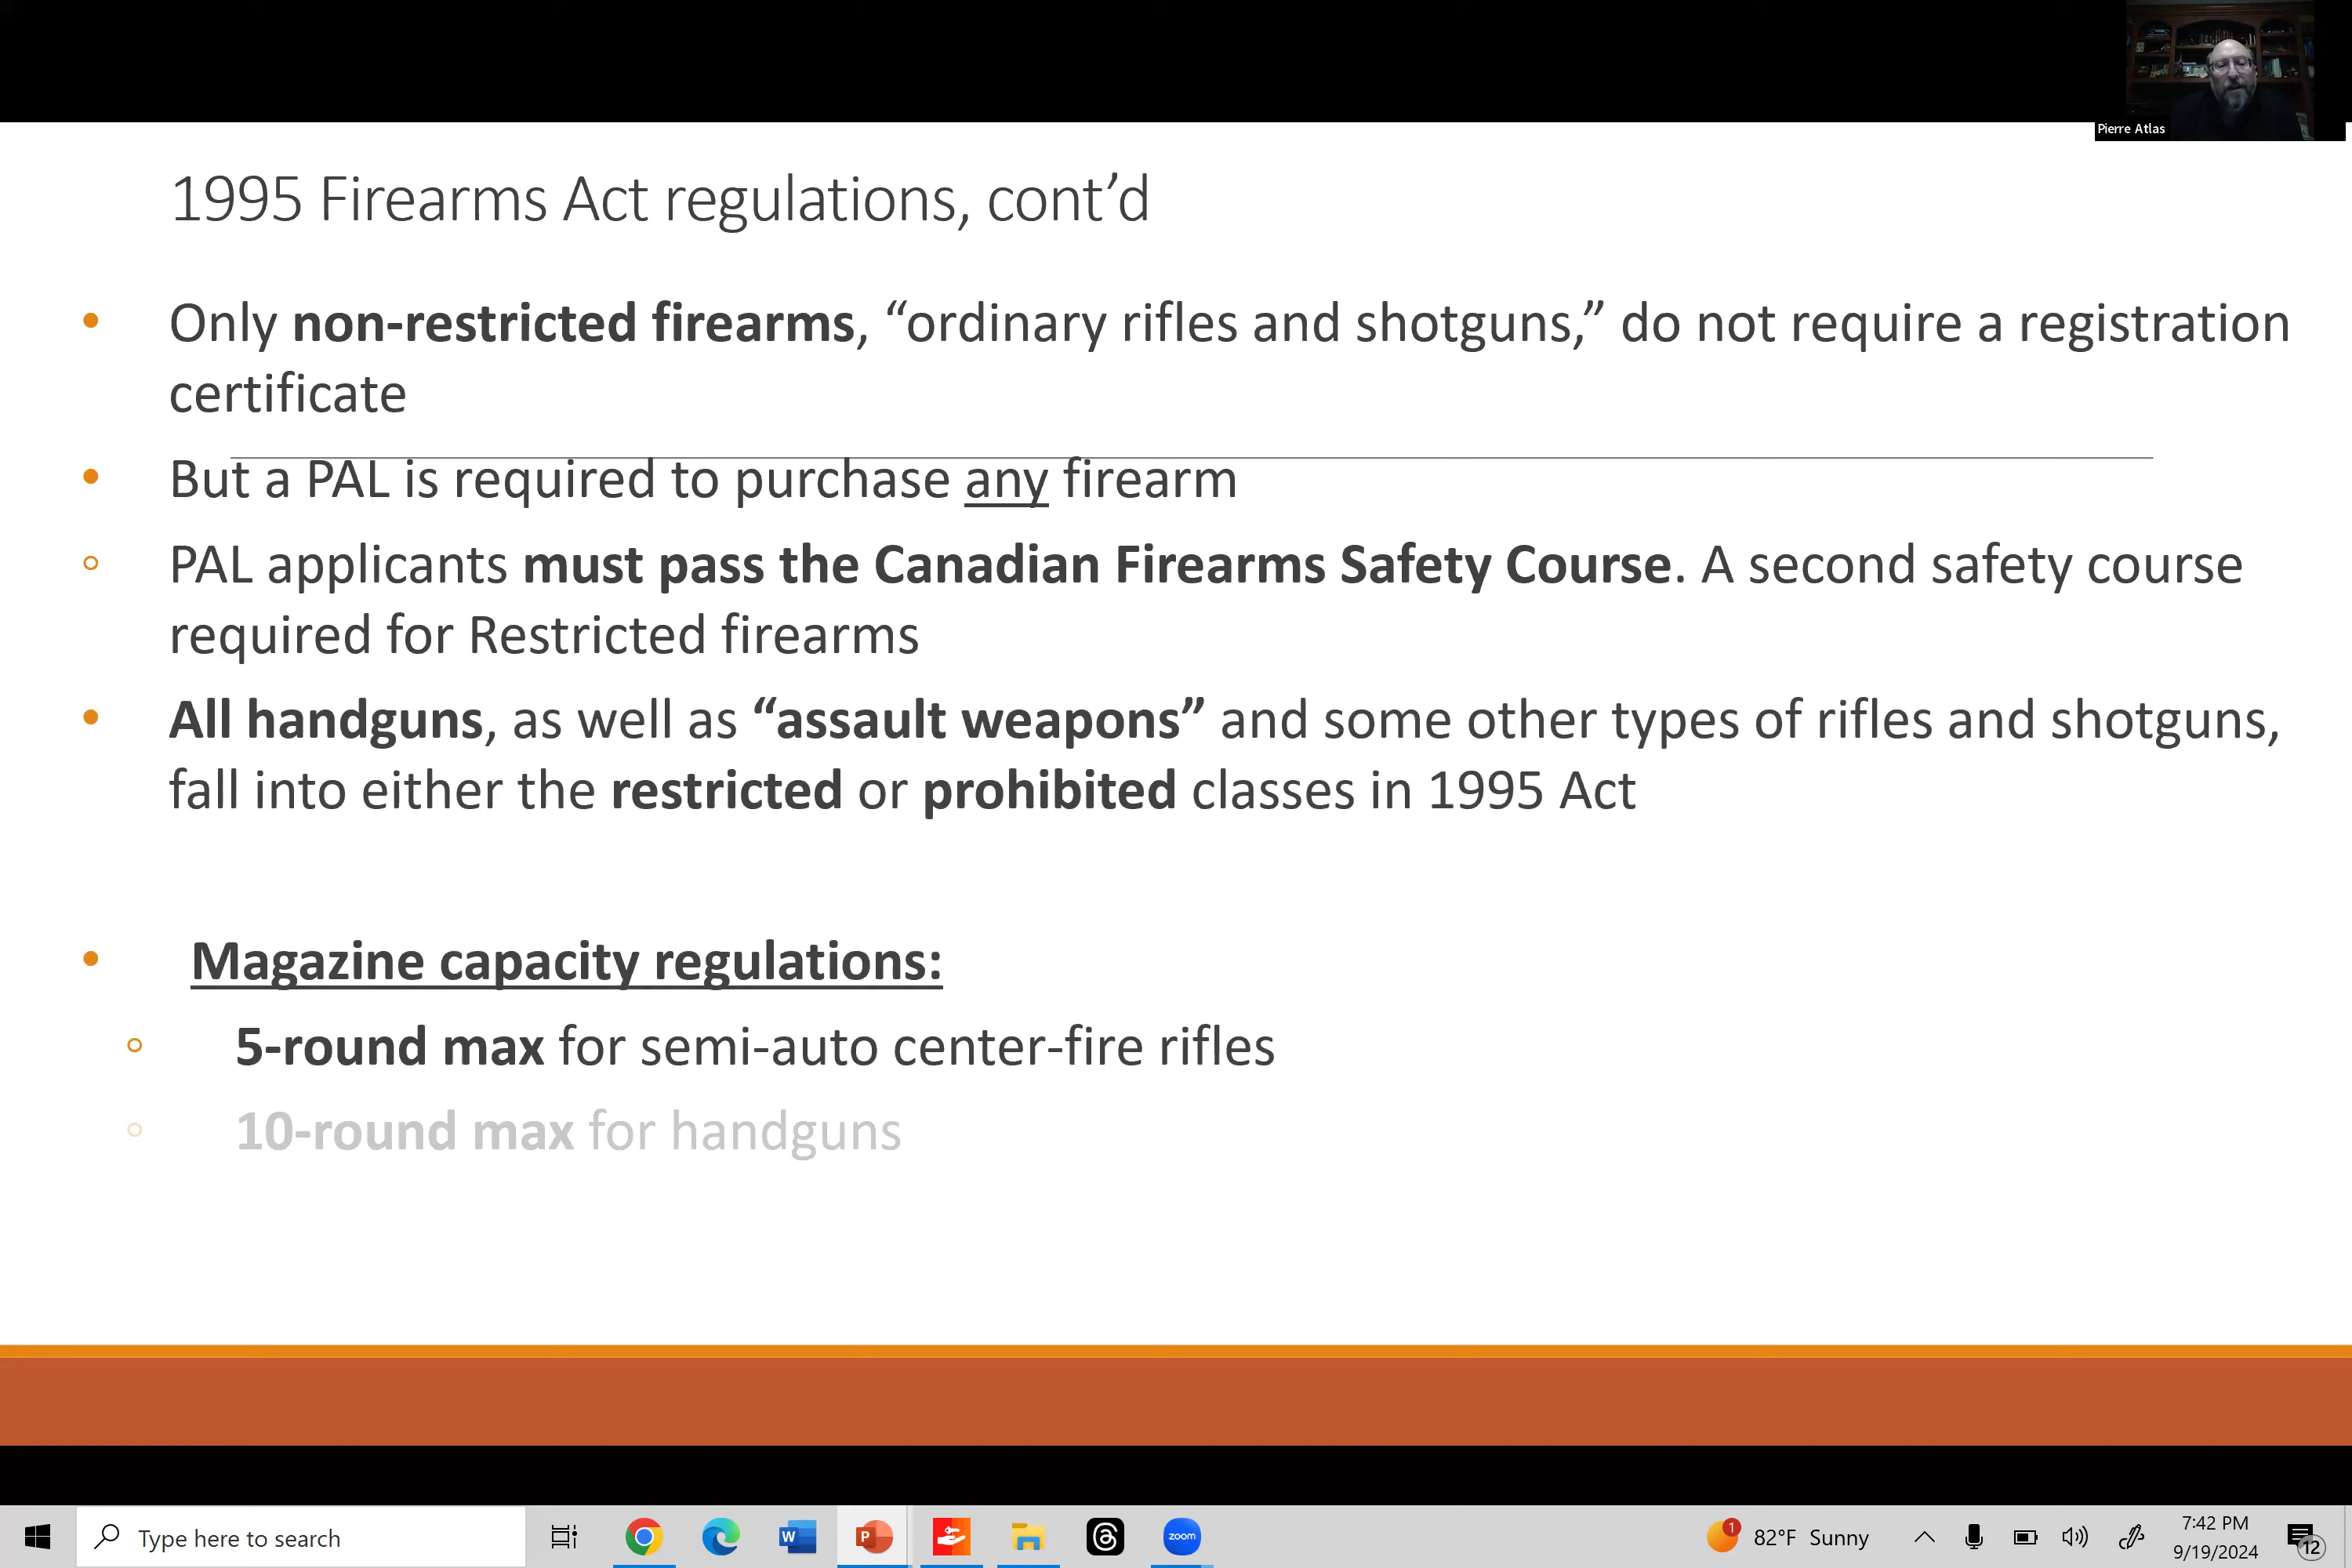 Pierre Atlas
1995 Firearms Act regulations, cont’d
• Only non-restricted firearms, “ordinary rifles and shotguns,” do not require a registration
certificate
• But a PAL is required to purchase any firearm
◦ PAL applicants must pass the Canadian Firearms Safety Course. A second safety course
required for Restricted firearms
• All handguns, as well as “assault weapons” and some other types of rifles and shotguns,
fall into either the restricted or prohibited classes in 1995 Act
• Magazine capacity regulations:
◦ 5-round max for semi-auto center-fire rifles
◦ 10-round max for handguns
Type here to search
W
P
zoom
1
82°F Sunny
7:42 PM
9/19/2024
12